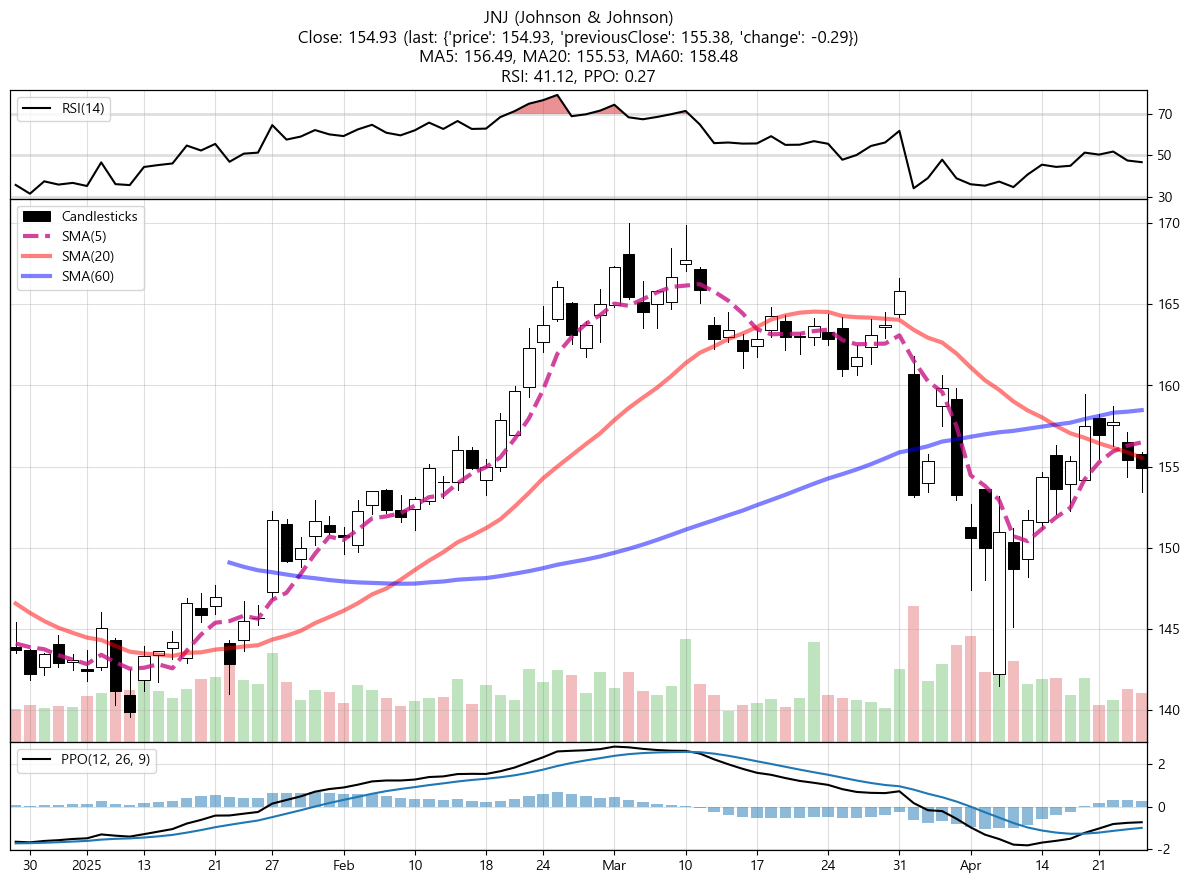 JNJ (Johnson & Johnson)
Close: 154.93 (last: {'price': 154.93, 'previousClose': 155.38, 'change': -0.29})
MA5: 156.49, MA20: 155.53, MA60: 158.48
RSI: 41.12, PPO: 0.27
RSI(14)
70
50
30
Candlesticks
SMA(5)
SMA(20)
SMA(60)
170
165
160
155
150
145
140
PPO(12, 26, 9)
2
0
-2
30 2025 13 21 27 Feb 10 18 24 Mar 10 17 24 31 Apr 14 21